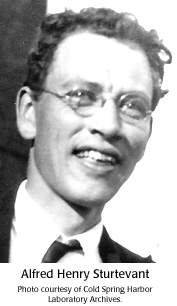 Alfred Henry Sturtevant
Photo courtesy of Cold Spring Harbor
Laboratory Archives.